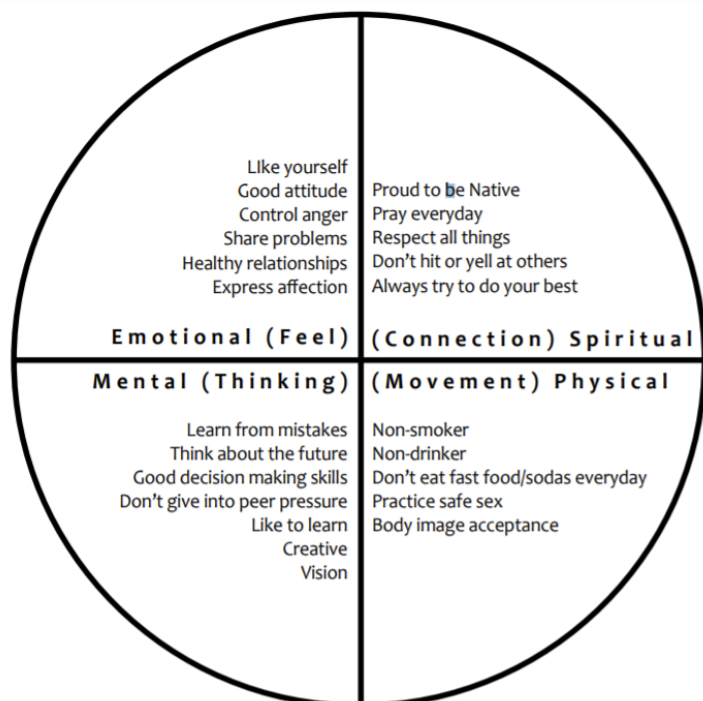 LIke yourself
Good attitude
Control anger
Share problems
Healthy relationships
Express affection
Emotional (Feel)
Proud to be Native
Pray everyday
Respect all things
Don't hit or yell at others
Always try to do your best
(Connection) Spiritual
Mental (Thinking)
Learn from mistakes
Think about the future
Good decision making skills
Don't give into peer pressure
Like to learn
Creative
Vision
(Movement) Physical
Non-smoker
Non-drinker
Don't eat fast food/sodas everyday
Practice safe sex
Body image acceptance